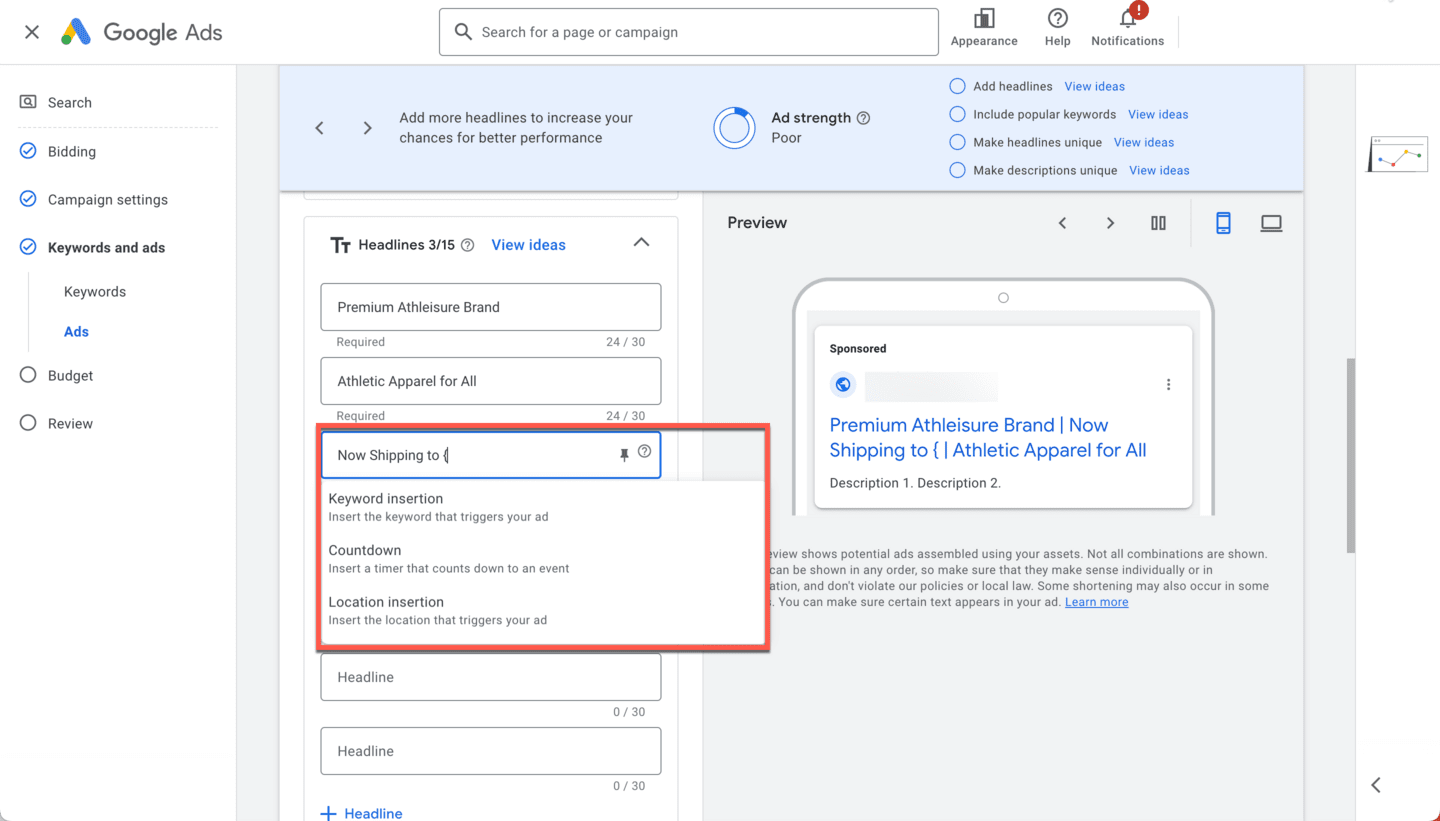 Google Ads
Search for a page or campaign
Appearance
Help
!
Notifications
Search
Bidding
Campaign settings
Keywords and ads
Keywords
Ads
Budget
Review
Add more headlines to increase your
chances for better performance
Ad strength
Poor
Add headlines View ideas
Include popular keywords View ideas
Make headlines unique View ideas
Make descriptions unique View ideas
Tt Headlines 3/15 View ideas
Premium Athleisure Brand
Required 24 / 30
Athletic Apparel for All
Required 24 / 30
Now Shipping to {
Keyword insertion
Insert the keyword that triggers your ad
Countdown
Insert a timer that counts down to an event
Location insertion
Insert the location that triggers your ad
Headline
0 / 30
Headline
0 / 30
+ Headline
Preview
Sponsored
Premium Athleisure Brand | Now
Shipping to { | Athletic Apparel for All
Description 1. Description 2.
view shows potential ads assembled using your assets. Not all combinations are shown.
can be shown in any order, so make sure that they make sense individually or in
ation, and don't violate our policies or local law. Some shortening may also occur in some
. You can make sure certain text appears in your ad. Learn more